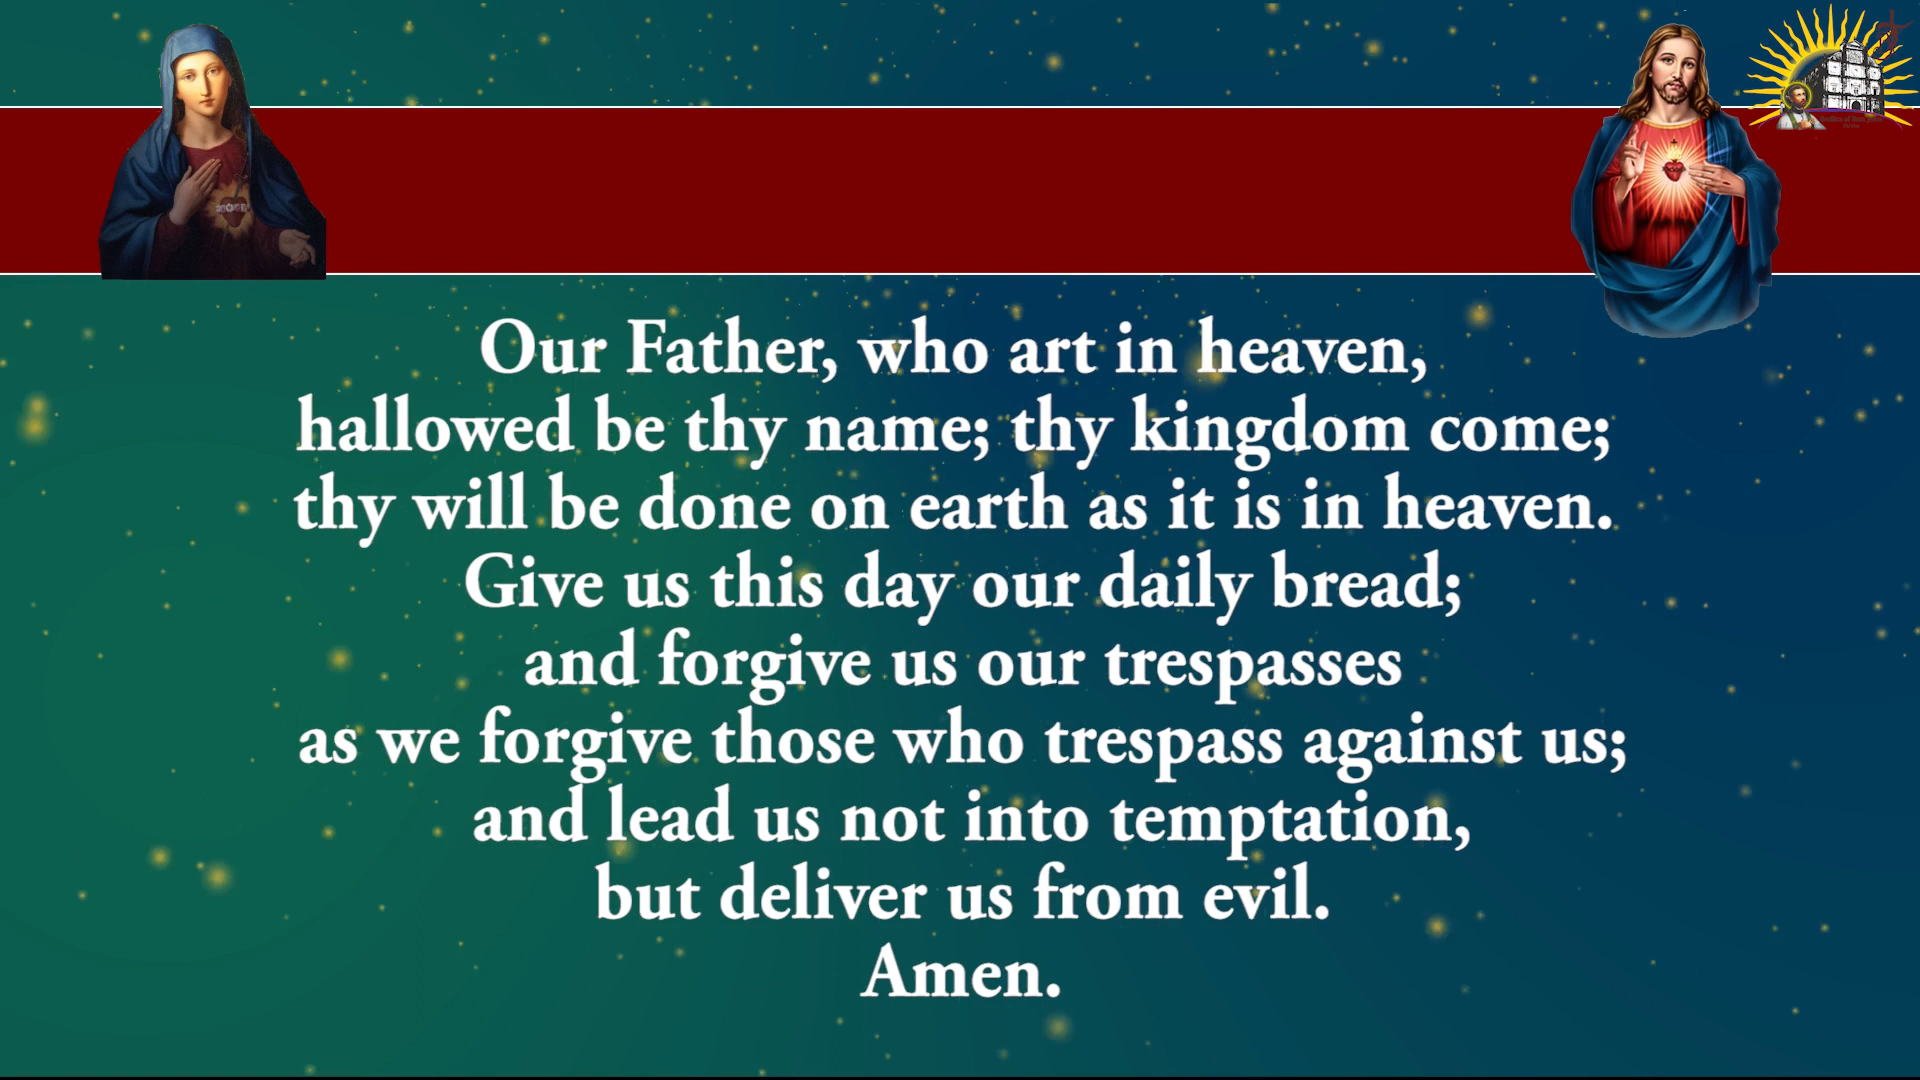 Our Father, who art in heaven,
hallowed be thy name; thy kingdom come;
thy will be done on earth as it is in heaven.
Give us this day our daily bread;
and forgive us our trespasses
as we forgive those who trespass against us;
and lead us not into temptation,
but deliver us from evil.
Amen.